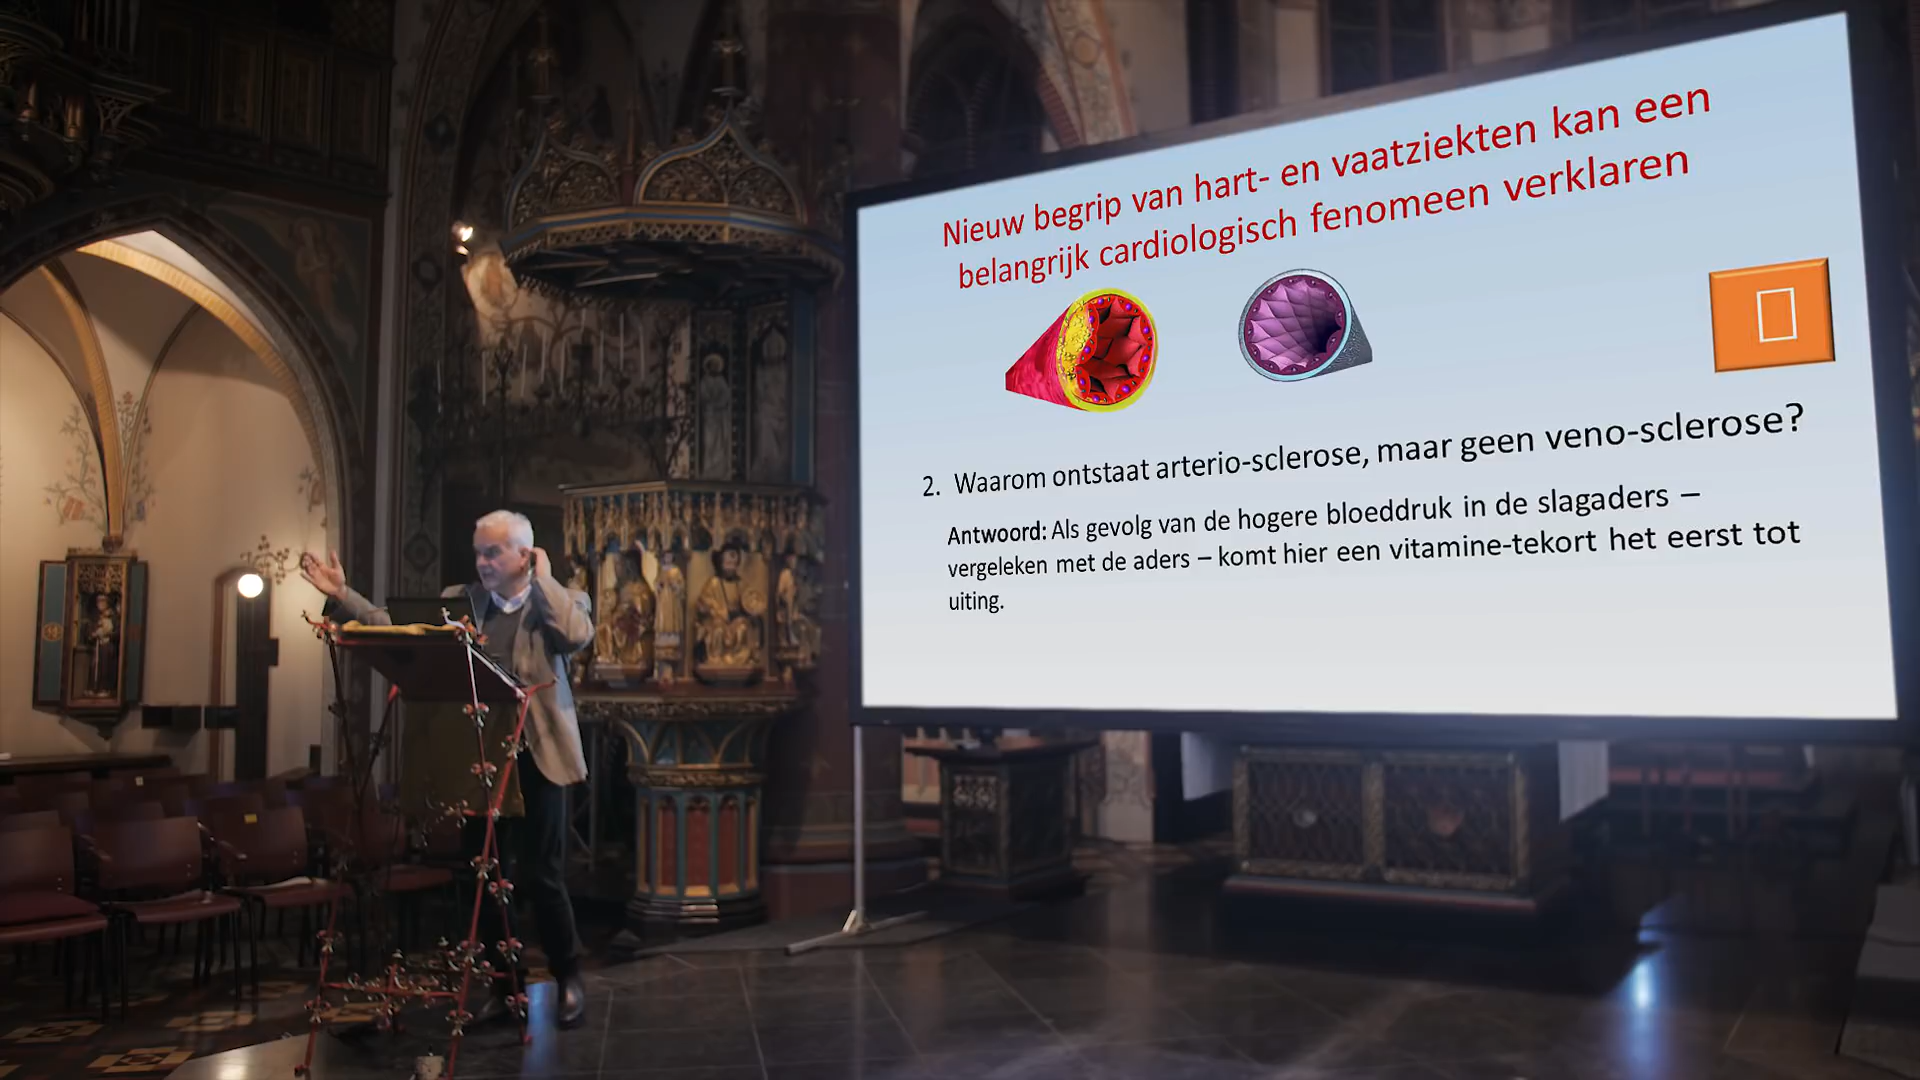 Nieuw begrip van hart- en vaatziekten kan een
belangrijk cardiologisch fenomeen verklaren
2. Waarom ontstaat arterio-sclerose, maar geen veno-sclerose?
Antwoord: Als gevolg van de hogere bloeddruk in de slagaders –
vergeleken met de aders – komt hier een vitamine-tekort het eerst tot
uiting.